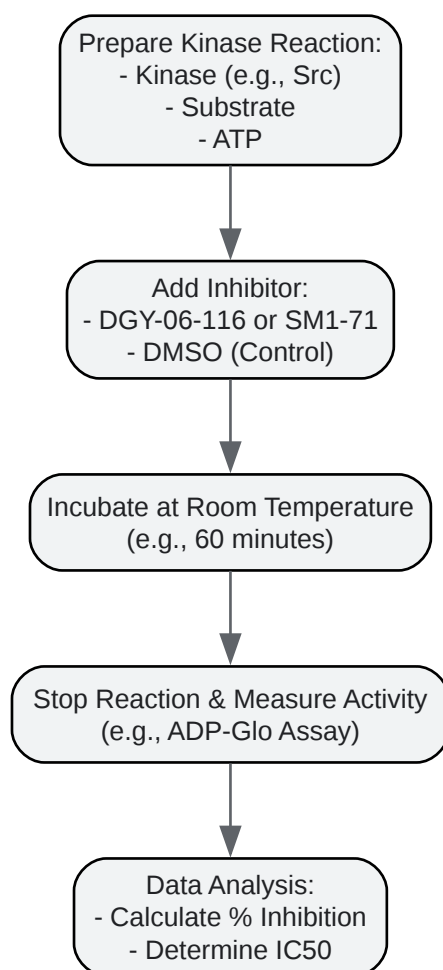 Prepare Kinase Reaction:
- Kinase (e.g., Src)
- Substrate
- ATP
Add Inhibitor:
- DGY-06-116 or SM1-71
- DMSO (Control)
Incubate at Room Temperature
(e.g., 60 minutes)
Stop Reaction & Measure Activity
(e.g., ADP-Glo Assay)
Data Analysis:
- Calculate % Inhibition
- Determine IC50